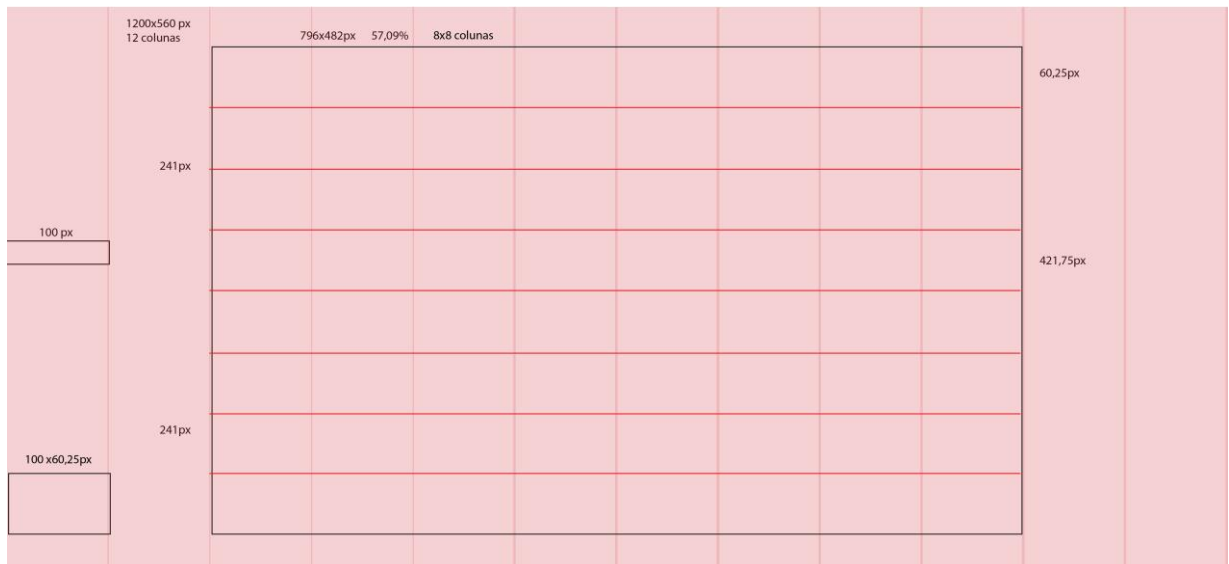 1200x560 px
12 colunas
796x482px 57,09% 8x8 colunas
60,25px
241px
100 px
421,75px
241px
100 x60,25px